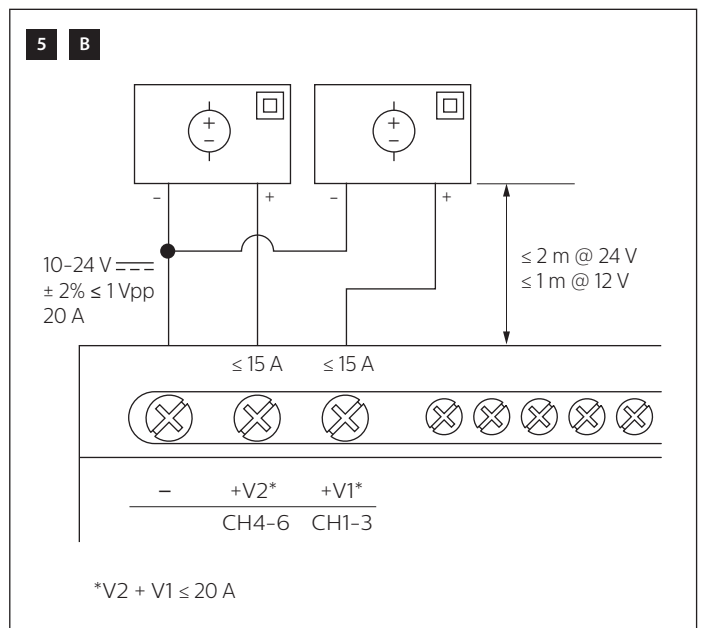 5 B
+
−
+
−
− + − +
10-24 V
± 2% ≤ 1 Vpp
20 A
≤ 2 m @ 24 V
≤ 1 m @ 12 V
≤ 15 A ≤ 15 A
− +V2* +V1*
CH4-6 CH1-3
*V2 + V1 ≤ 20 A